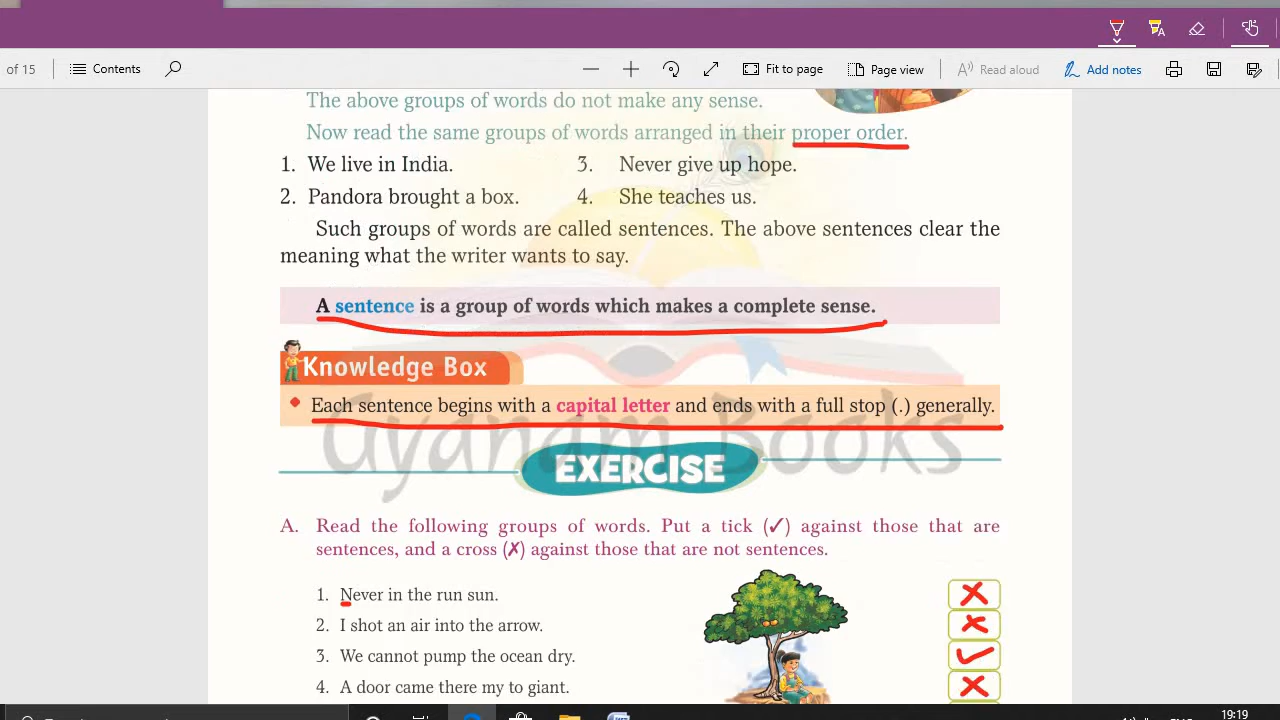 of 15 Contents Fit to page Page view Read aloud Add notes
The above groups of words do not make any sense.
Now read the same groups of words arranged in their proper order.
1. We live in India. 3. Never give up hope.
2. Pandora brought a box. 4. She teaches us.
Such groups of words are called sentences. The above sentences clear the
meaning what the writer wants to say.
A sentence is a group of words which makes a complete sense.
Knowledge Box
Each sentence begins with a capital letter and ends with a full stop (.) generally.
Gyanam Books
EXERCISE
A. Read the following groups of words. Put a tick (✓) against those that are
sentences, and a cross (✗) against those that are not sentences.
1. Never in the run sun.
2. I shot an air into the arrow.
3. We cannot pump the ocean dry.
4. A door came there my to giant.
19:19